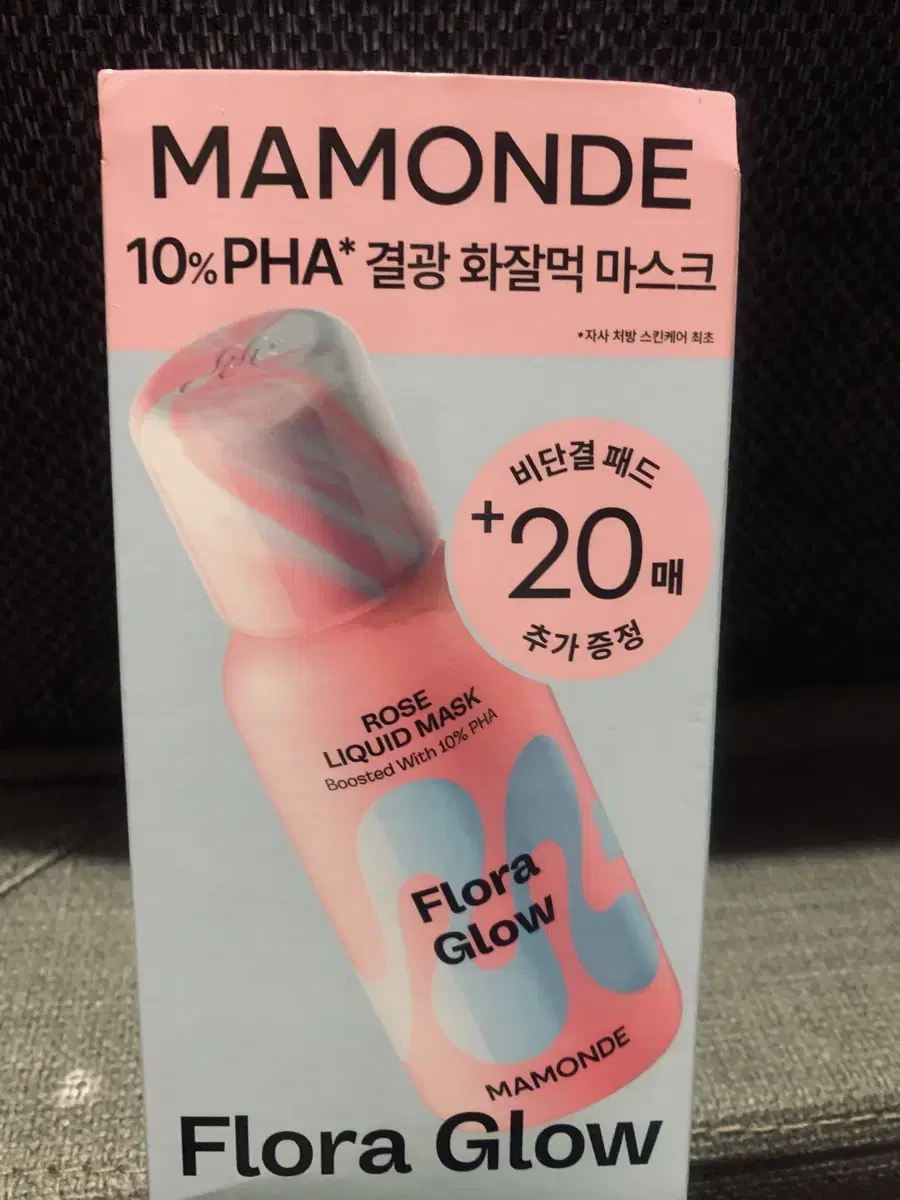 MAMONDE
10%PHA* 결광 화잘먹 마스크
*자사 처방 스킨케어 최초
비단결 패드
+20매
추가 증정
ROSE
LIQUID MASK
Boosted With 10% PHA
Flora
Glow
MAMONDE
Flora Glow